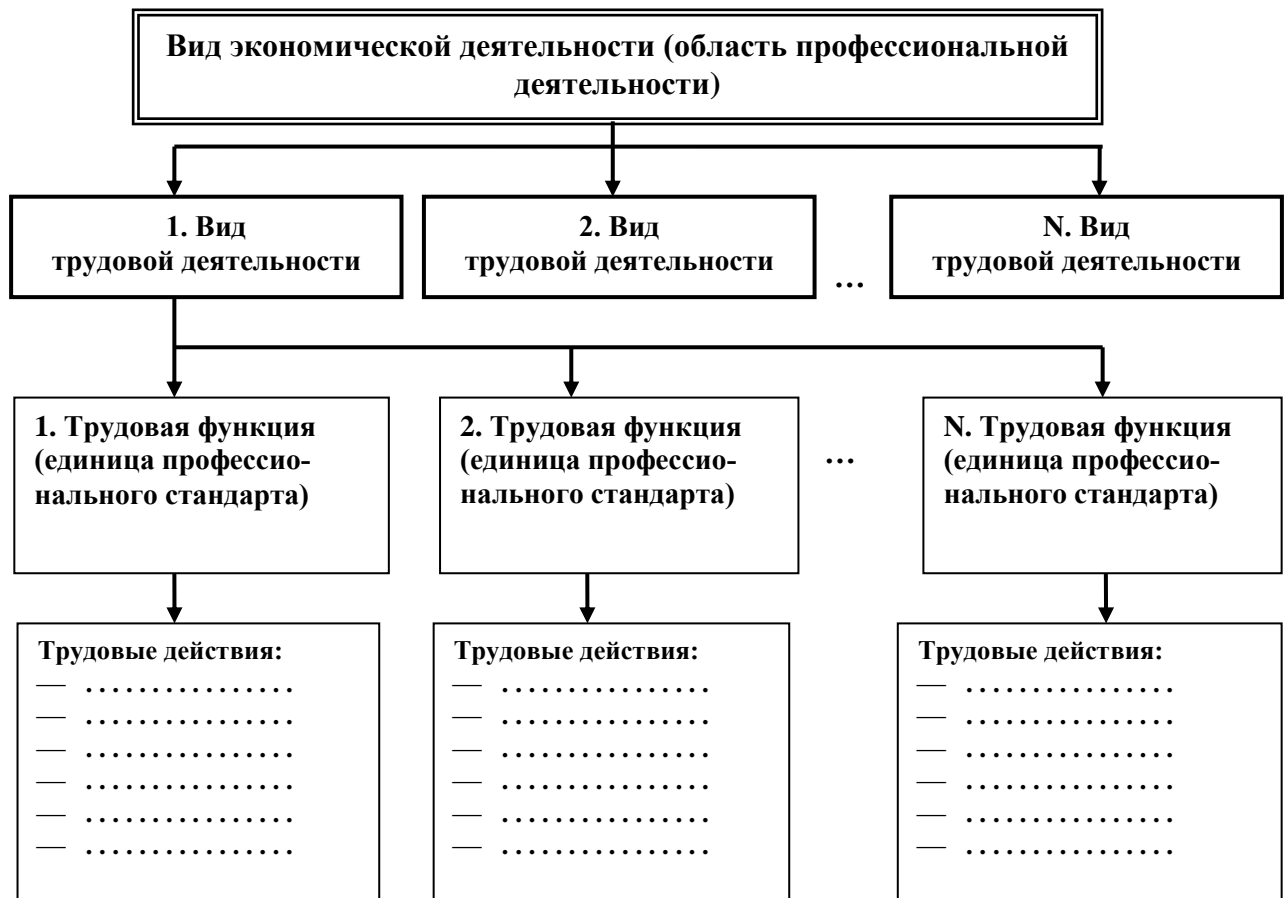 Вид экономической деятельности (область профессиональной
деятельности)
1. Вид
трудовой деятельности
2. Вид
трудовой деятельности
...
N. Вид
трудовой деятельности
1. Трудовая функция
(единица профессио-
нального стандарта)
2. Трудовая функция
(единица профессио-
нального стандарта)
...
N. Трудовая функция
(единица профессио-
нального стандарта)
Трудовые действия:
— ................
— ................
— ................
— ................
— ................
— ................
Трудовые действия:
— ................
— ................
— ................
— ................
— ................
— ................
Трудовые действия:
— ................
— ................
— ................
— ................
— ................
— ................